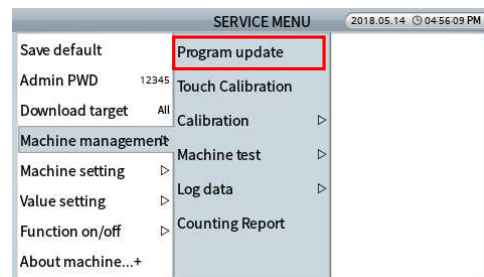 SERVICE MENU
2018.05.14 04:56:09 PM
Save default
Admin PWD 12345
Download target All
Machine management
Machine setting
Value setting
Function on/off
About machine...+
Program update
Touch Calibration
Calibration
Machine test
Log data
Counting Report